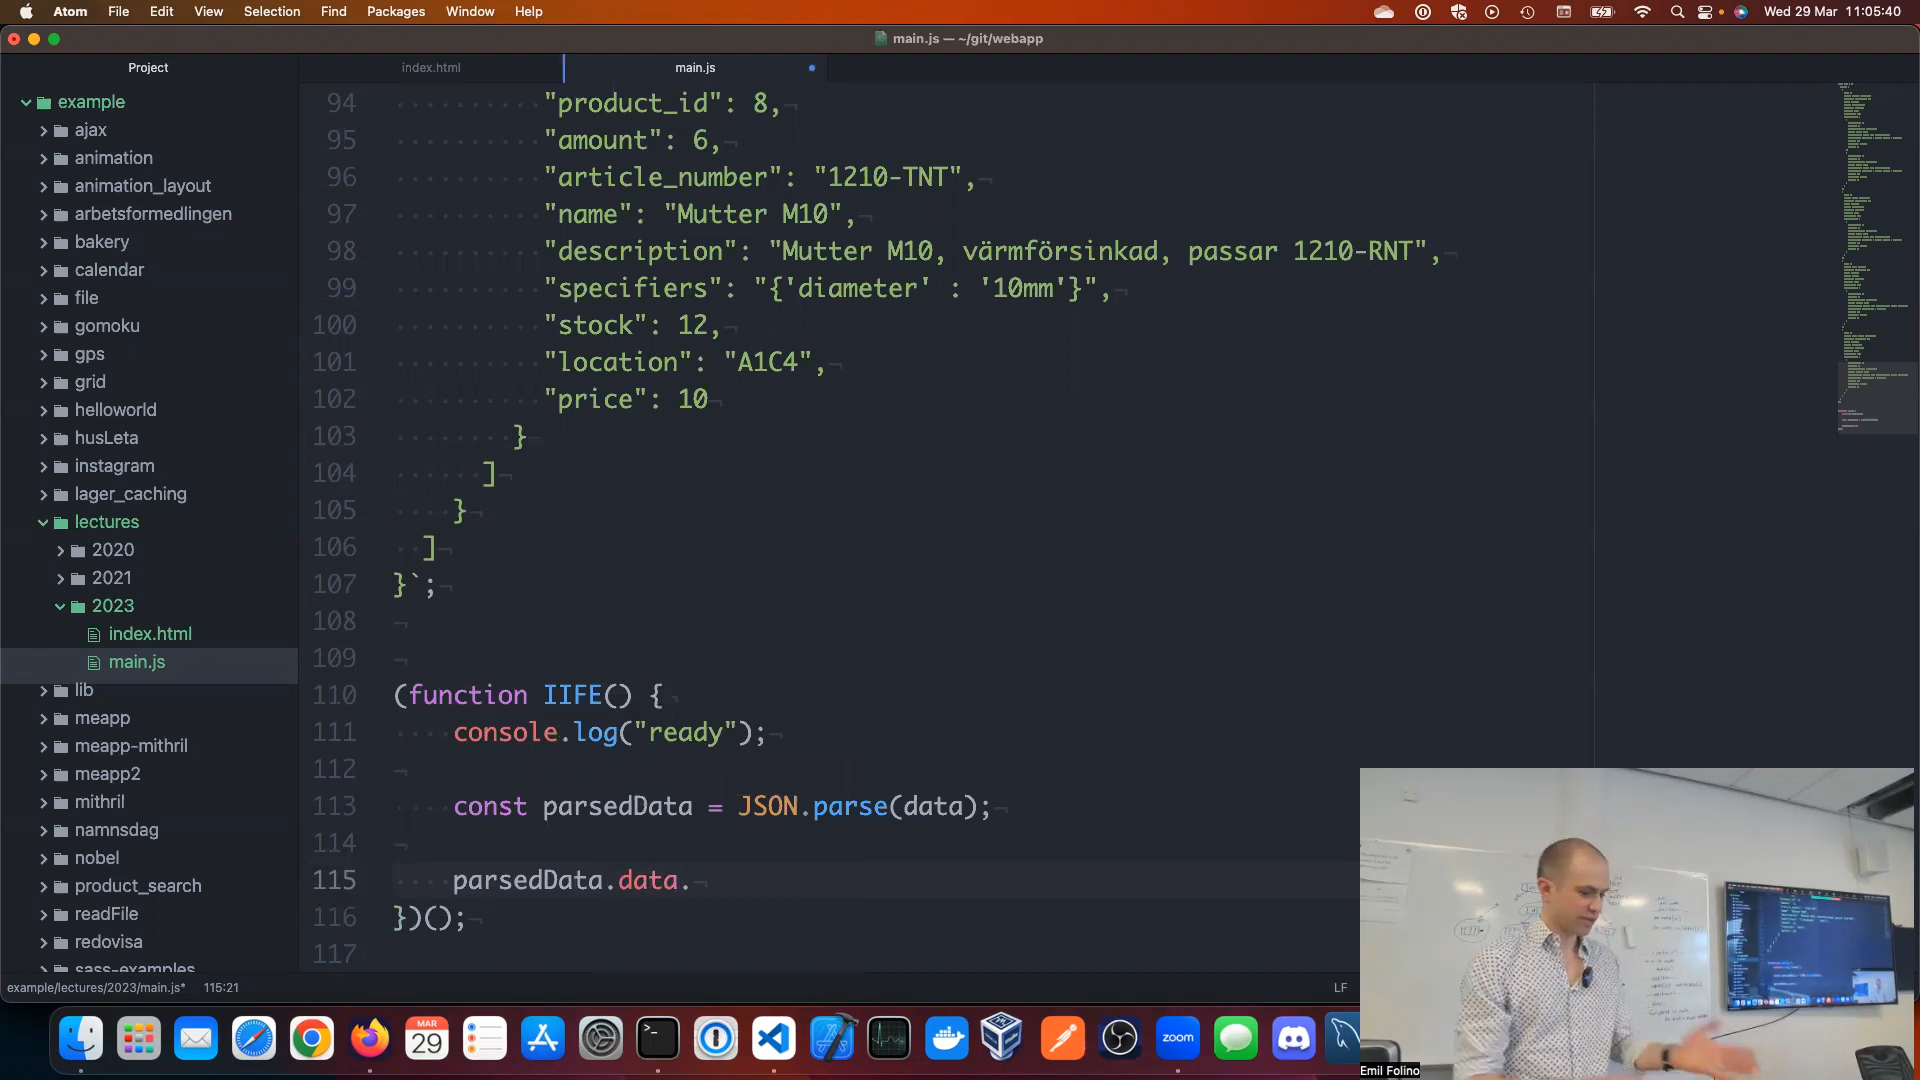 Atom File Edit View Selection Find Packages Window Help Wed 29 Mar 11:05:40
main.js — ~/git/webapp
Project
index.html
main.js
example
ajax
animation
animation_layout
arbetsformedlingen
bakery
calendar
file
gomoku
gps
grid
helloworld
husLeta
instagram
lager_caching
lectures
2020
2021
2023
index.html
main.js
lib
meapp
meapp-mithril
meapp2
mithril
namnsdag
nobel
product_search
readFile
redovisa
sass-examples
94 "product_id": 8,
95 "amount": 6,
96 "article_number": "1210-TNT",
97 "name": "Mutter M10",
98 "description": "Mutter M10, värmförsinkad, passar 1210-RNT",
99 "specifiers": "{'diameter' : '10mm'}",
100 "stock": 12,
101 "location": "A1C4",
102 "price": 10
103 }
104 ]
105 }
106 ]
107 }`;
108
109
110 (function IIFE() {
111 console.log("ready");
112
113 const parsedData = JSON.parse(data);
114
115 parsedData.data.
116 })();
117
example/lectures/2023/main.js* 115:21 LF
MAR
29
zoom
Emil Folino